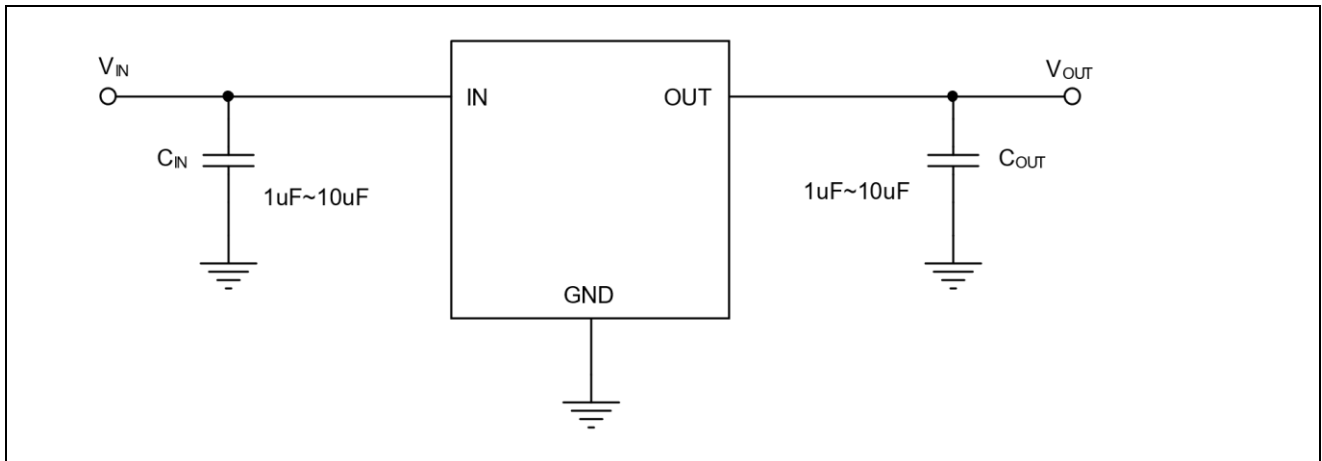 VIN
IN
OUT
VOUT
CIN
1uF~10uF
1uF~10uF
COUT
GND